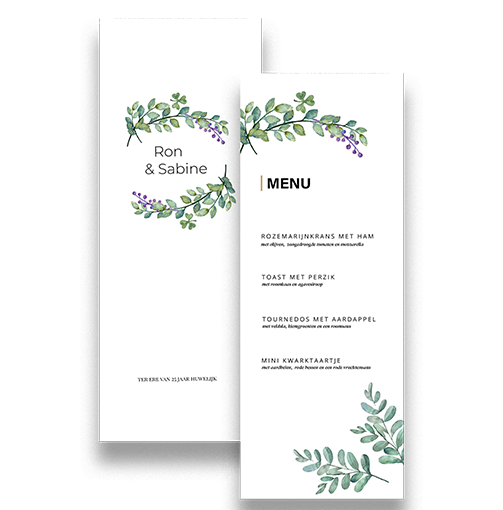 Ron
& Sabine
TER ERE VAN 25 JAAR HUWELIJK
MENU
ROZEMARIJNKRANS MET HAM
met olijven, zongedroogde tomaten en mozzarella
TOAST MET PERZIK
met roomkaas en agavesiroop
TOURNEDOS MET AARDAPPEL
met veldsla, biergroenten en een roomsaus
MINI KWARKTAARTJE
met aardbeien, rode bessen en een rode vruchtensaus